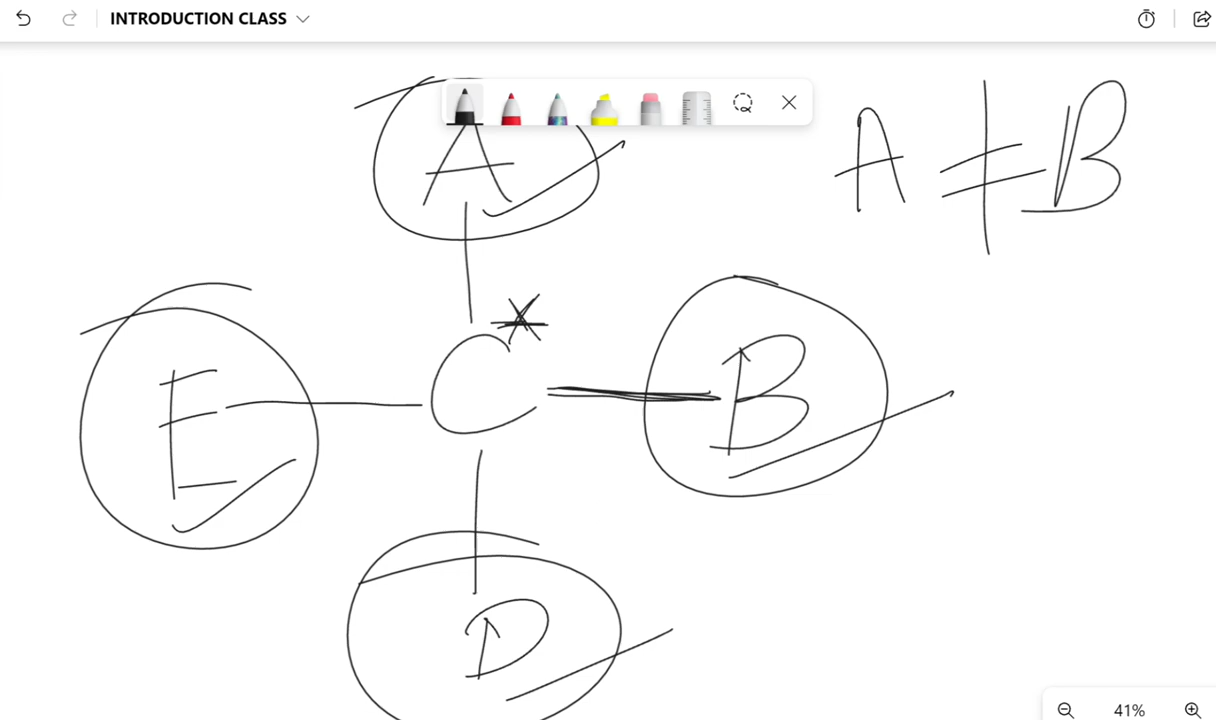 INTRODUCTION CLASS
A
A ≠ B
E
C*
B
D
41%